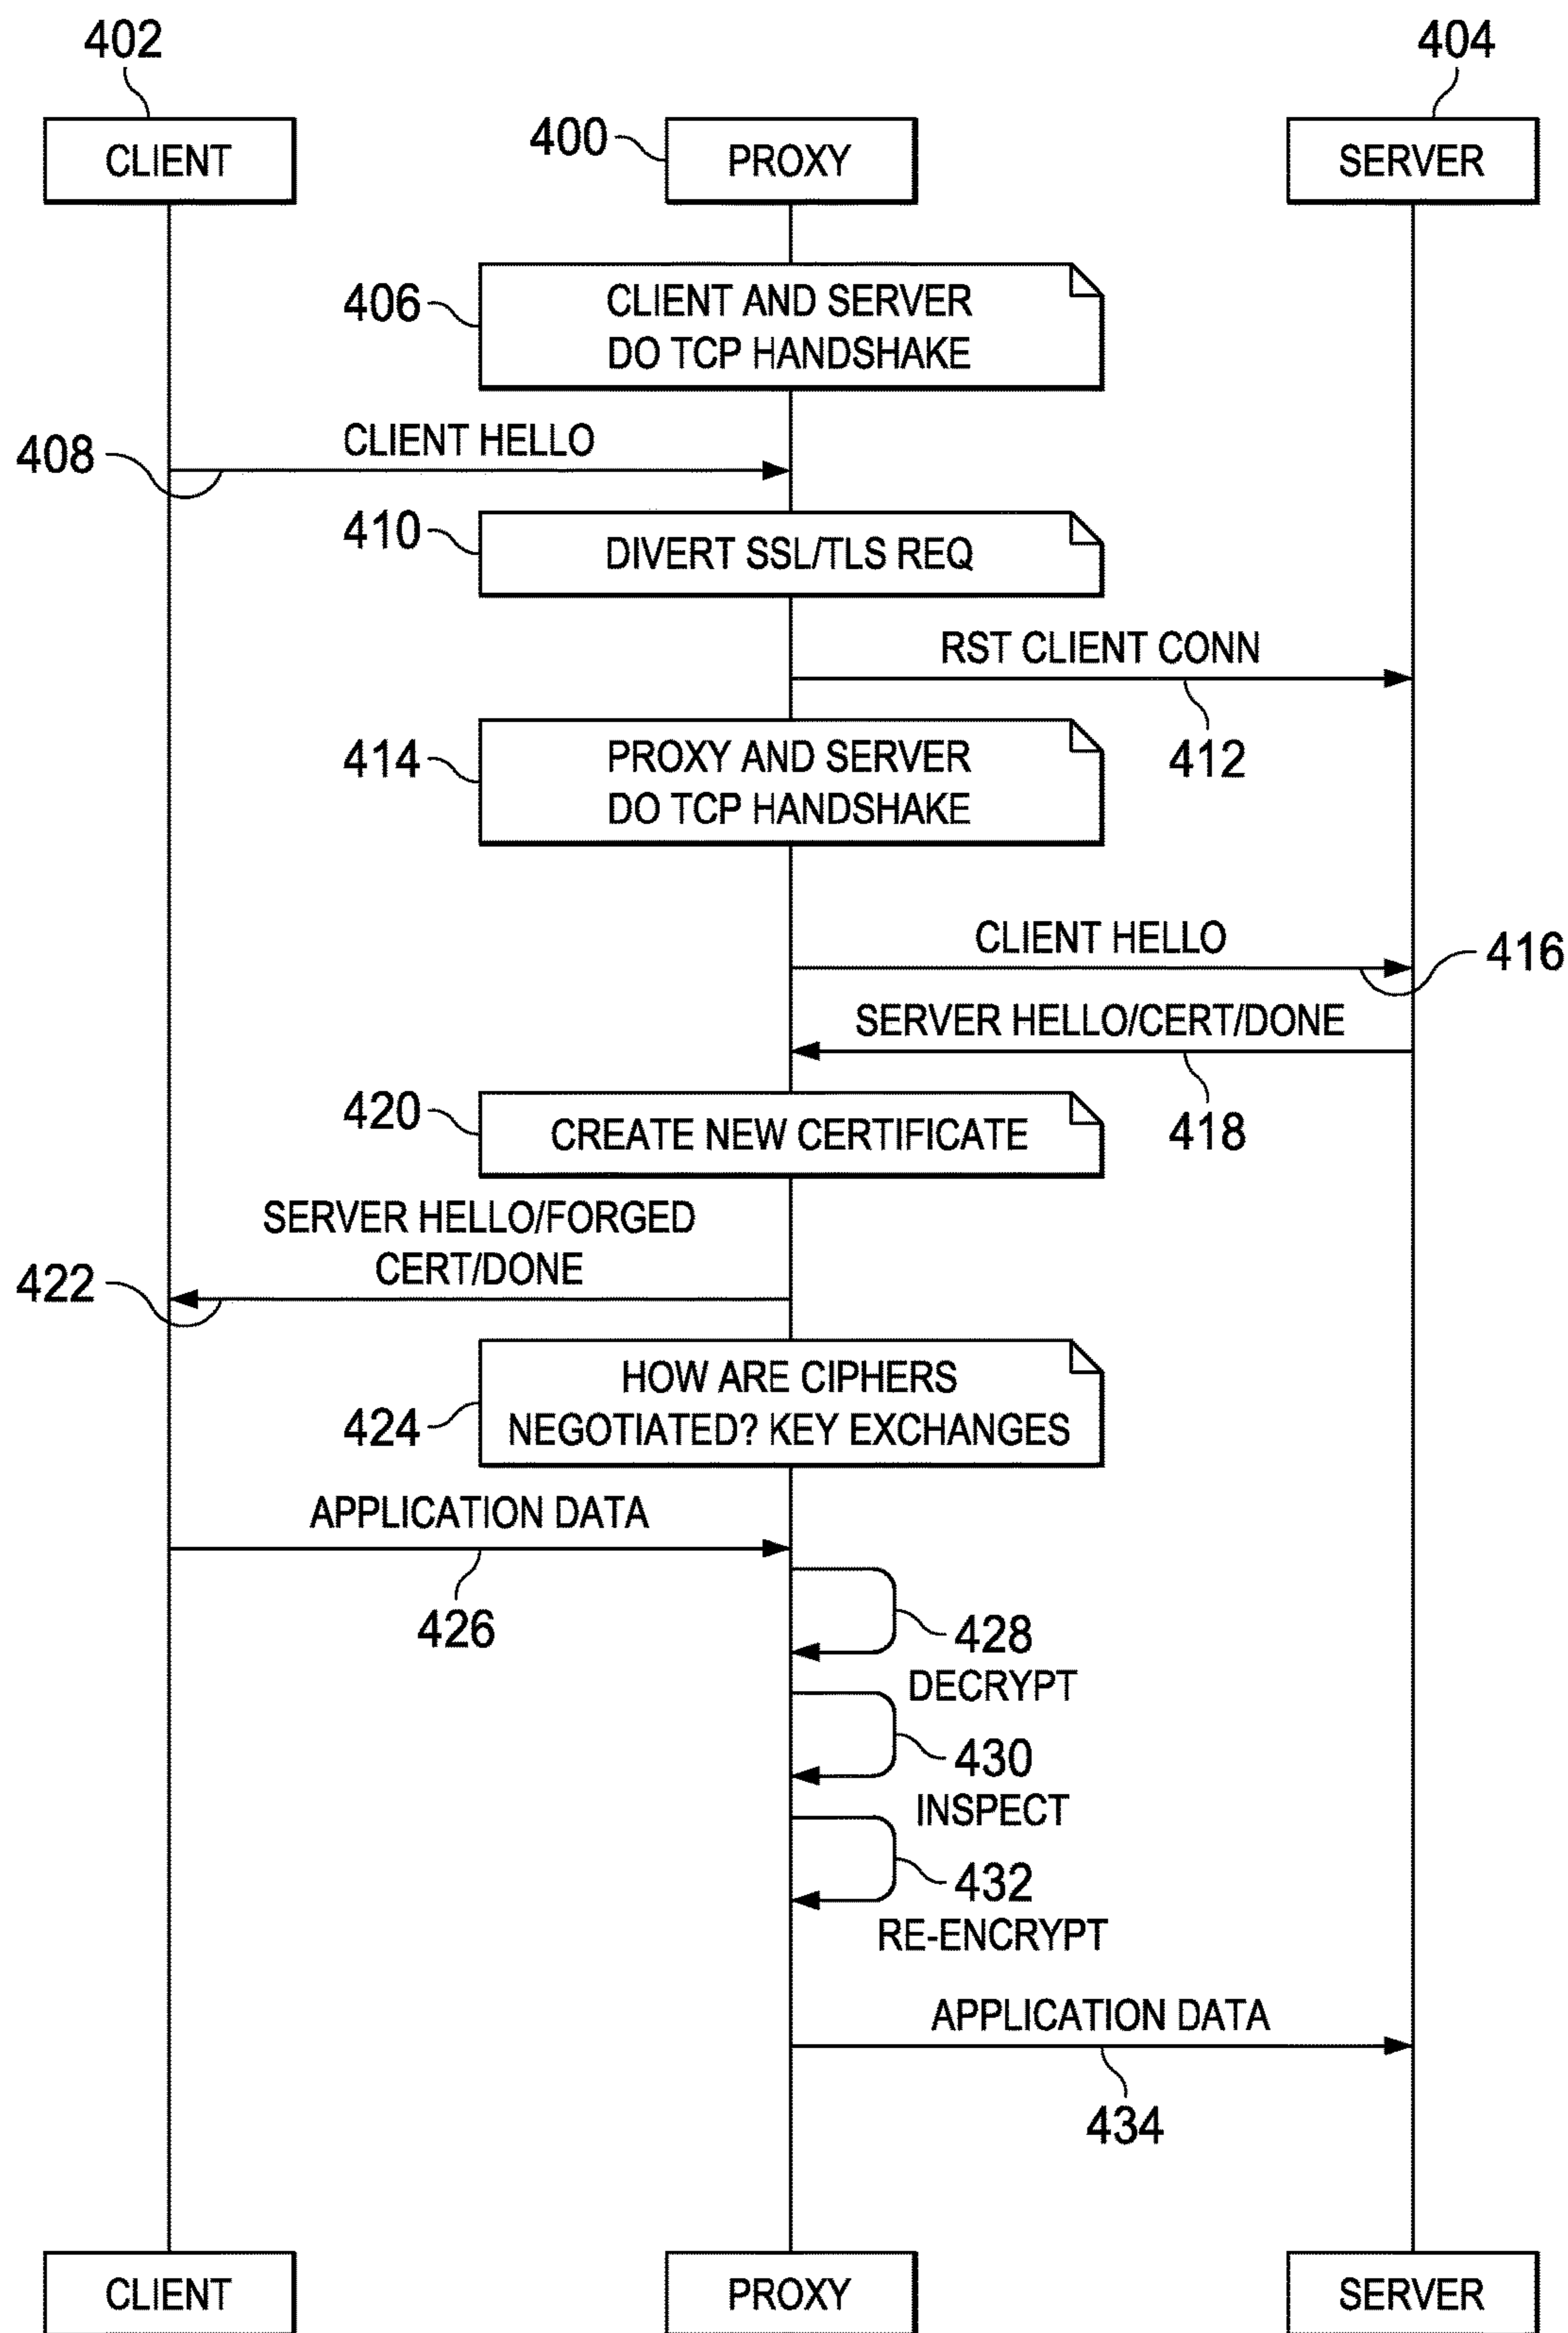 402
404
400
CLIENT
PROXY
SERVER
406
CLIENT AND SERVER
DO TCP HANDSHAKE
CLIENT HELLO
408
410
DIVERT SSL/TLS REQ
RST CLIENT CONN
412
414
PROXY AND SERVER
DO TCP HANDSHAKE
CLIENT HELLO
416
SERVER HELLO/CERT/DONE
418
420
CREATE NEW CERTIFICATE
SERVER HELLO/FORGED
CERT/DONE
422
HOW ARE CIPHERS
NEGOTIATED? KEY EXCHANGES
424
APPLICATION DATA
426
428
DECRYPT
430
INSPECT
432
RE-ENCRYPT
APPLICATION DATA
434
CLIENT
PROXY
SERVER